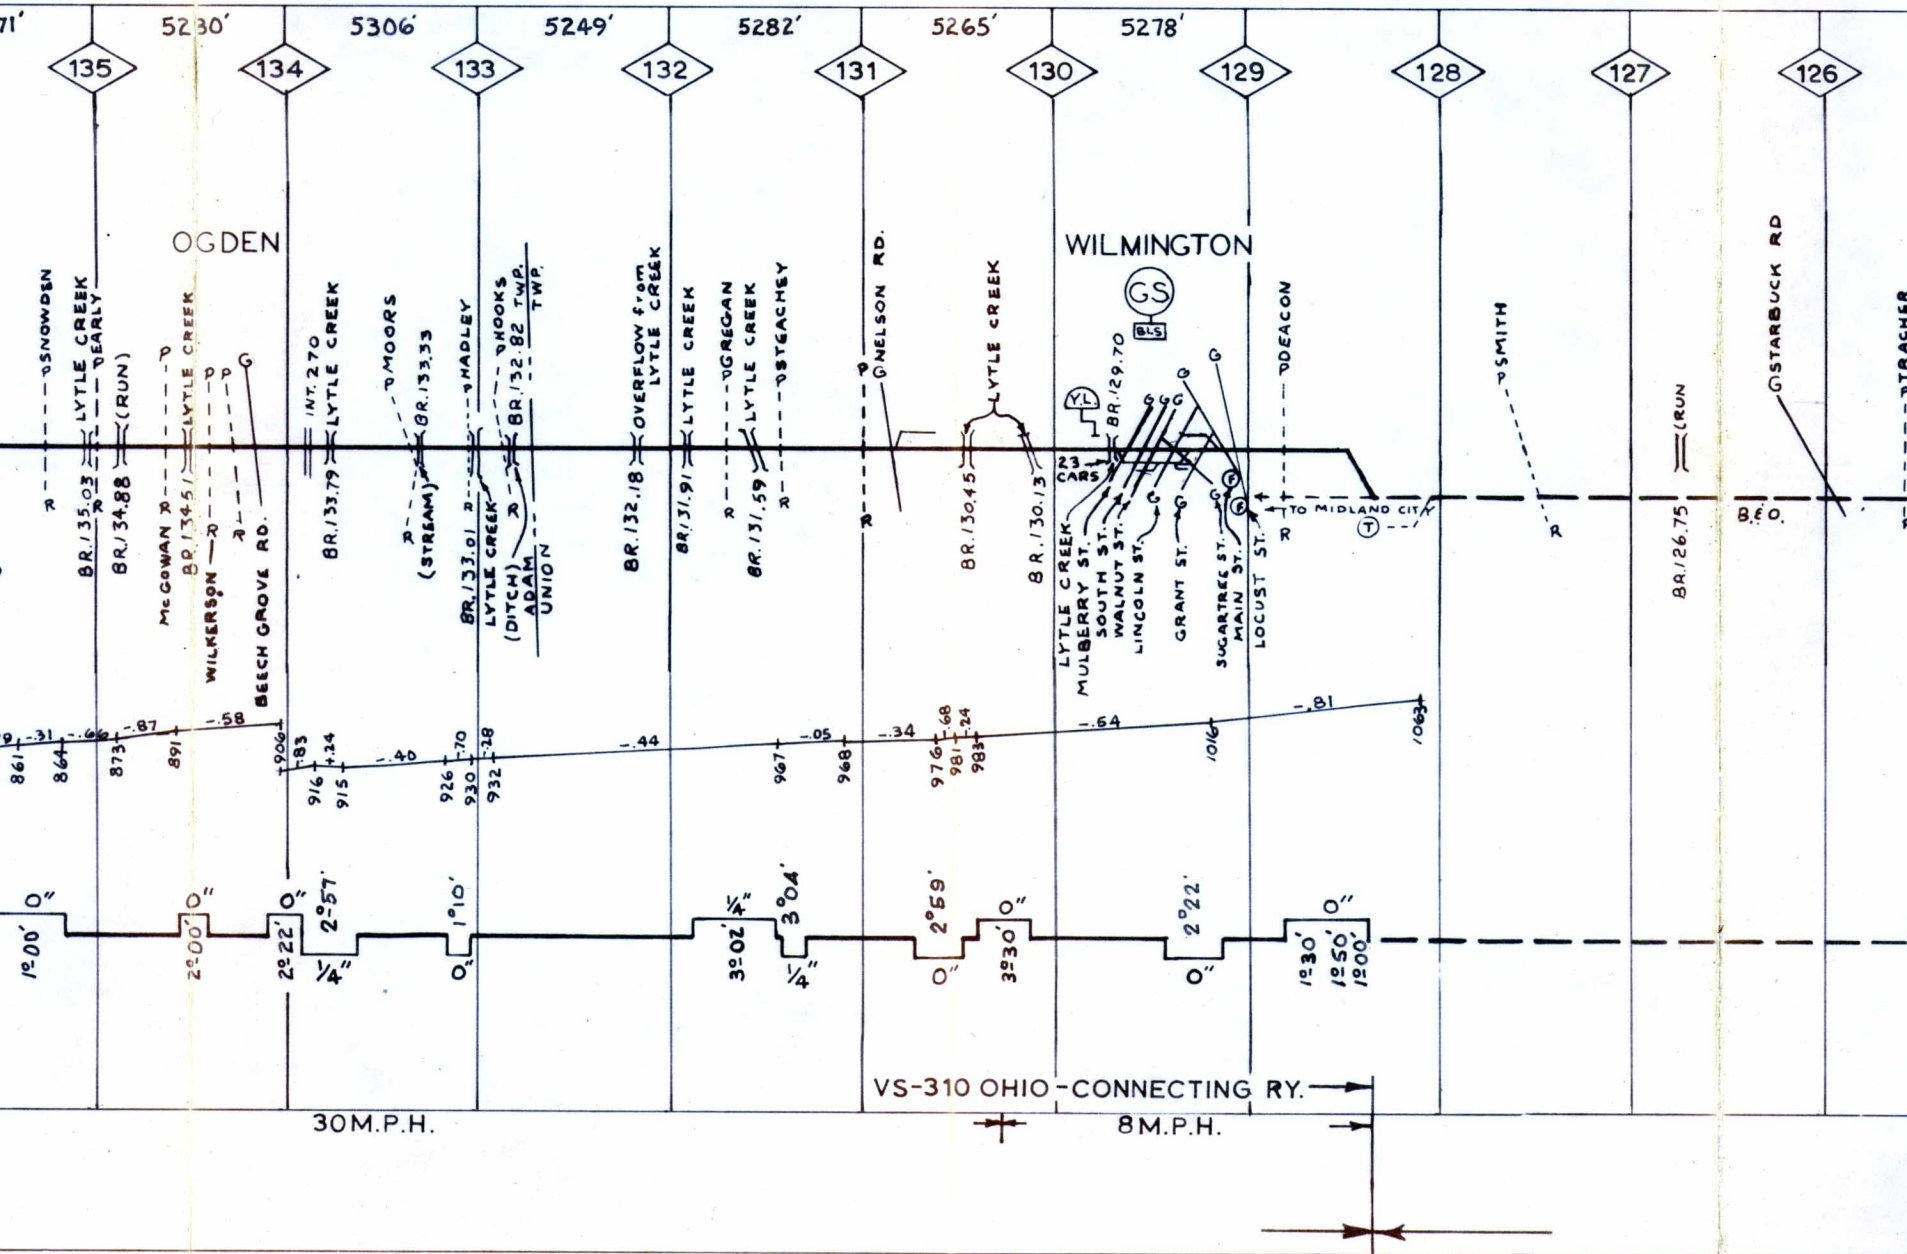 71' 5280' 5306' 5249' 5282' 5265' 5278'
135 134 133 132 131 130 129 128 127 126
OGDEN
WILMINGTON
GS
BLS
P SNOWDEN
R
LYTLE CREEK
BR. 135.03
P EARLY
R
(RUN)
BR. 134.88
P
MCGOWAN R
LYTLE CREEK
BR. 134.51
P
WILKERSON R
P
R
G
BEECH GROVE RD.
INT. 270
LYTLE CREEK
BR. 133.79
P MOORS
R
BR. 133.33
(STREAM)
P HADLEY
R
BR. 133.01
LYTLE CREEK
P HOOKS
R
BR. 132.82
(DITCH)
TWP.
TWP.
ADAM
UNION
OVERFLOW from
LYTLE CREEK
BR. 132.18
LYTLE CREEK
BR. 131.91
P GREGAN
R
LYTLE CREEK
BR. 131.59
P STEACHEY
R
P
R
G NELSON RD.
LYTLE CREEK
BR. 130.45
BR. 130.13
Y.L.
BR. 129.70
23
CARS
G G G G G
G G G
F
F
LYTLE CREEK
MULBERRY ST.
SOUTH ST.
WALNUT ST.
LINCOLN ST.
GRANT ST.
SUGARTREE ST.
MAIN ST.
LOCUST ST.
P DEACON
R
TO MIDLAND CITY
T
P SMITH
R
(RUN
BR. 126.75
B.&O.
G STARBUCK RD
P TRACHER
R
-.31 -.66 -.87 -.58 -.83 +.24 -.40 -.70 -.28 -.44 -.05 -.34 -.68 -.24 -.64 -.81
861 864 873 891 906 916 915 926 930 932 967 968 976 981 983 1016 1063
0" 0" 0" 2°57' 1°10' 1/4" 3°04' 2°59' 0" 2°22' 0"
1°00' 2°00' 2°22' 1/4" 0" 3°02' 1/4" 0" 3°30' 0" 1°30' 1°50' 1°00'
VS-310 OHIO-CONNECTING RY.
30 M.P.H. 8 M.P.H.